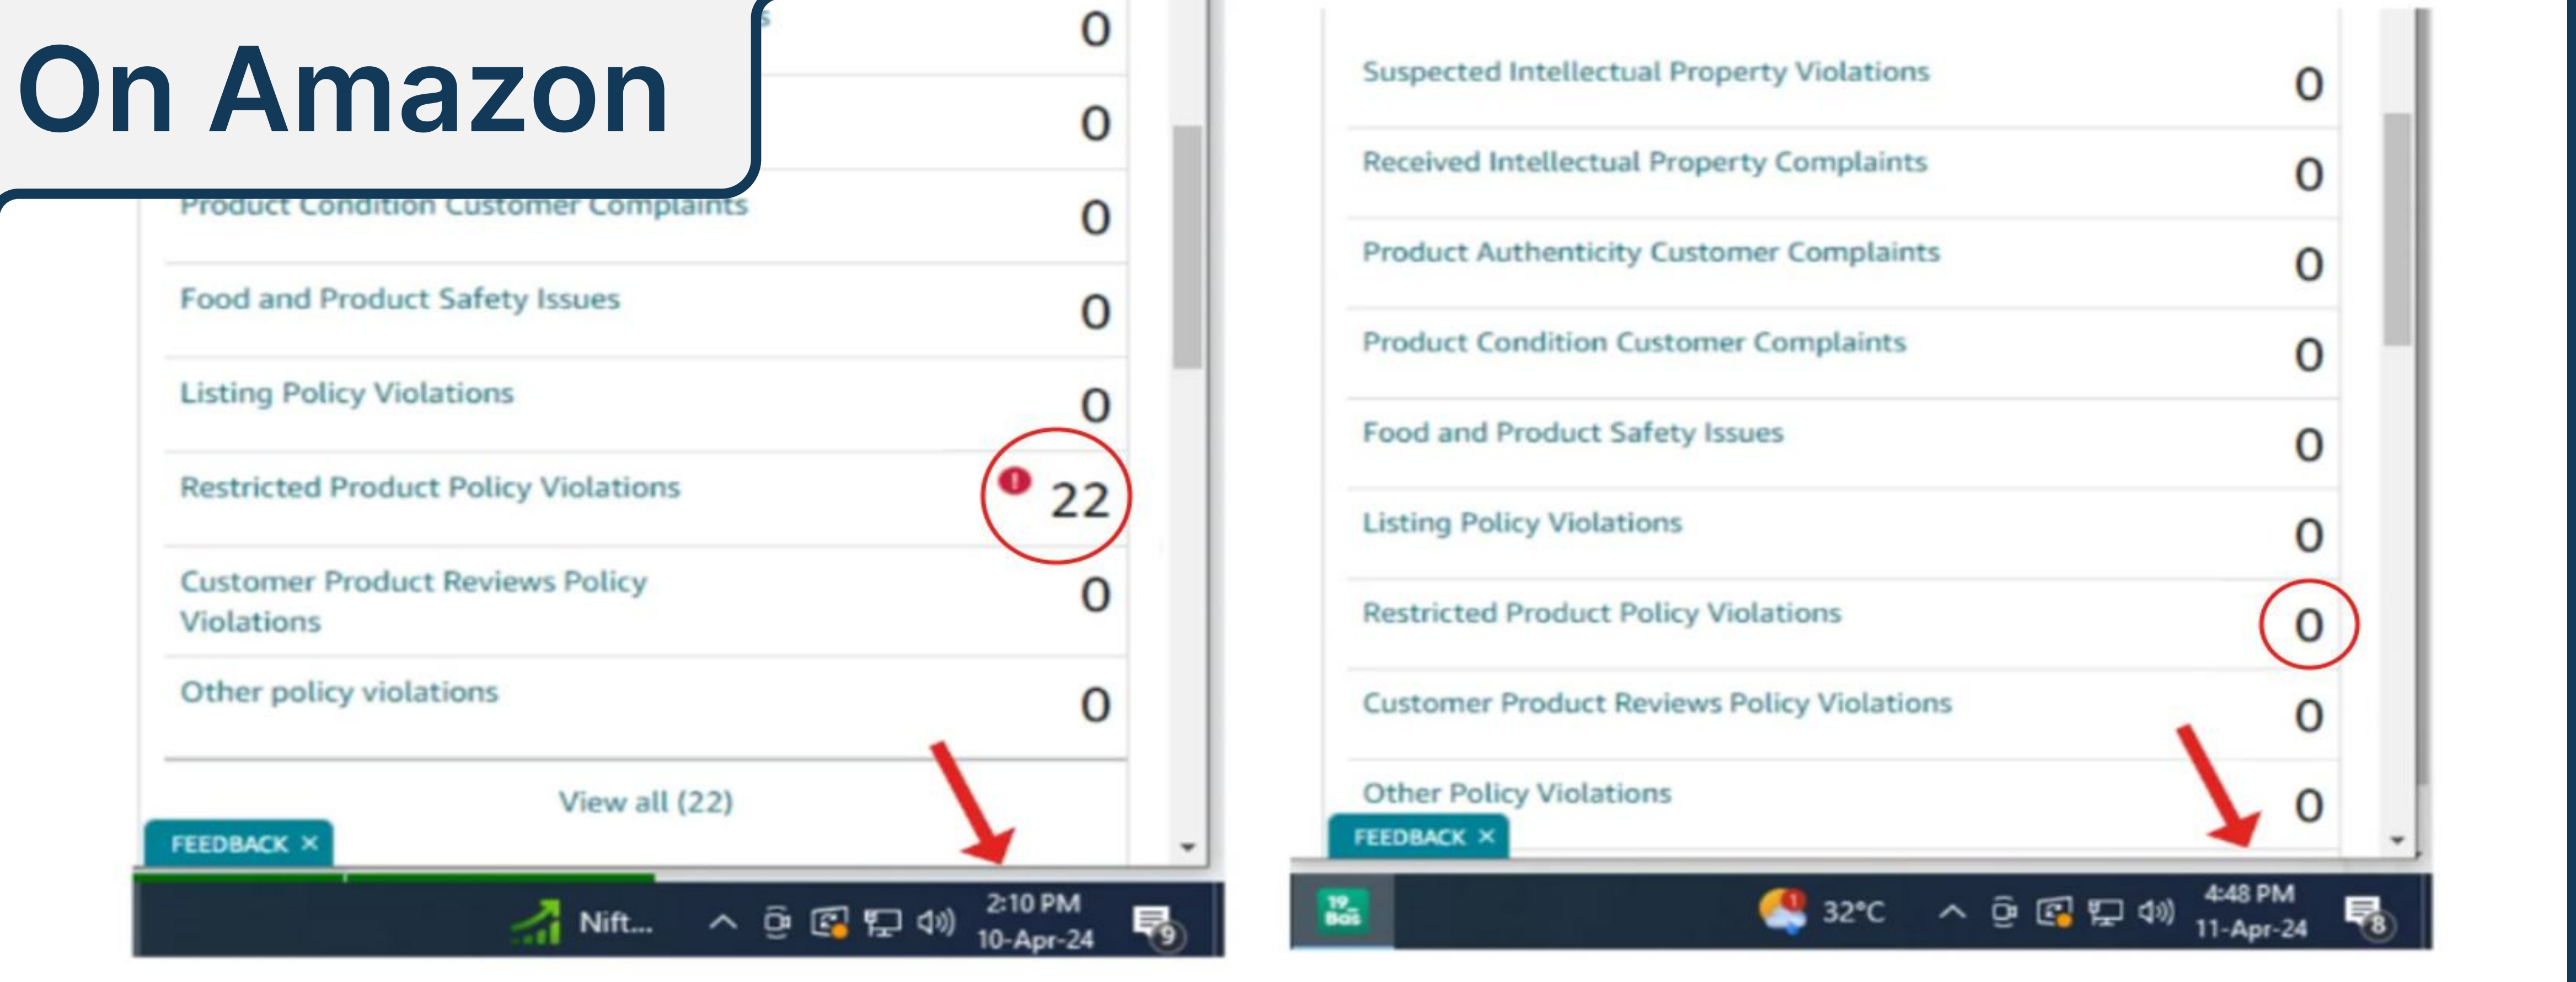 On Amazon
0
0
Product Condition Customer Complaints 0
Food and Product Safety Issues 0
Listing Policy Violations 0
Restricted Product Policy Violations ! 22
Customer Product Reviews Policy
Violations 0
Other policy violations 0
View all (22)
FEEDBACK ×
Nift...
2:10 PM
10-Apr-24
9
Suspected Intellectual Property Violations 0
Received Intellectual Property Complaints 0
Product Authenticity Customer Complaints 0
Product Condition Customer Complaints 0
Food and Product Safety Issues 0
Listing Policy Violations 0
Restricted Product Policy Violations 0
Customer Product Reviews Policy Violations 0
Other Policy Violations 0
FEEDBACK ×
19_
Bas
1
32°C
4:48 PM
11-Apr-24
8